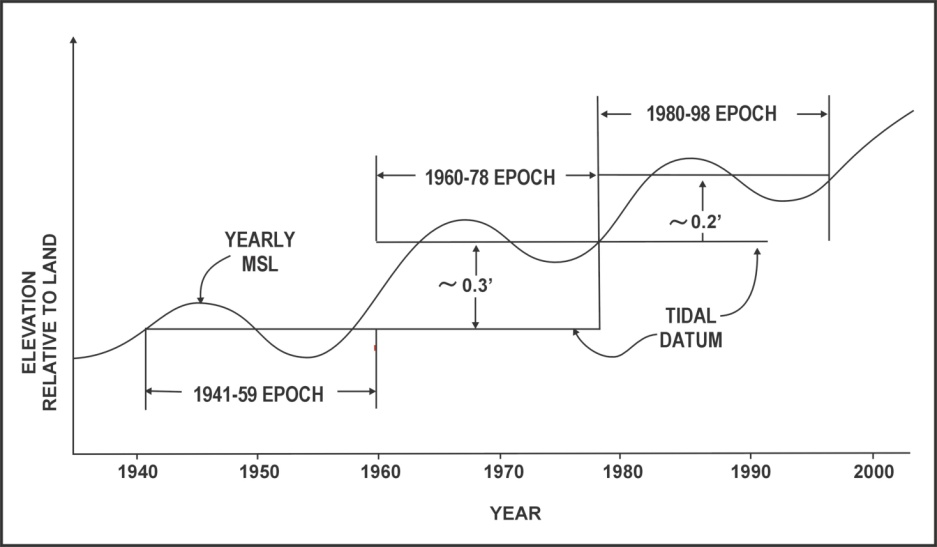 1980-98 EPOCH
1960-78 EPOCH
~ 0.2'
YEARLY
MSL
~ 0.3'
TIDAL
DATUM
ELEVATION
RELATIVE TO LAND
1941-59 EPOCH
1940 1950 1960 1970 1980 1990 2000
YEAR